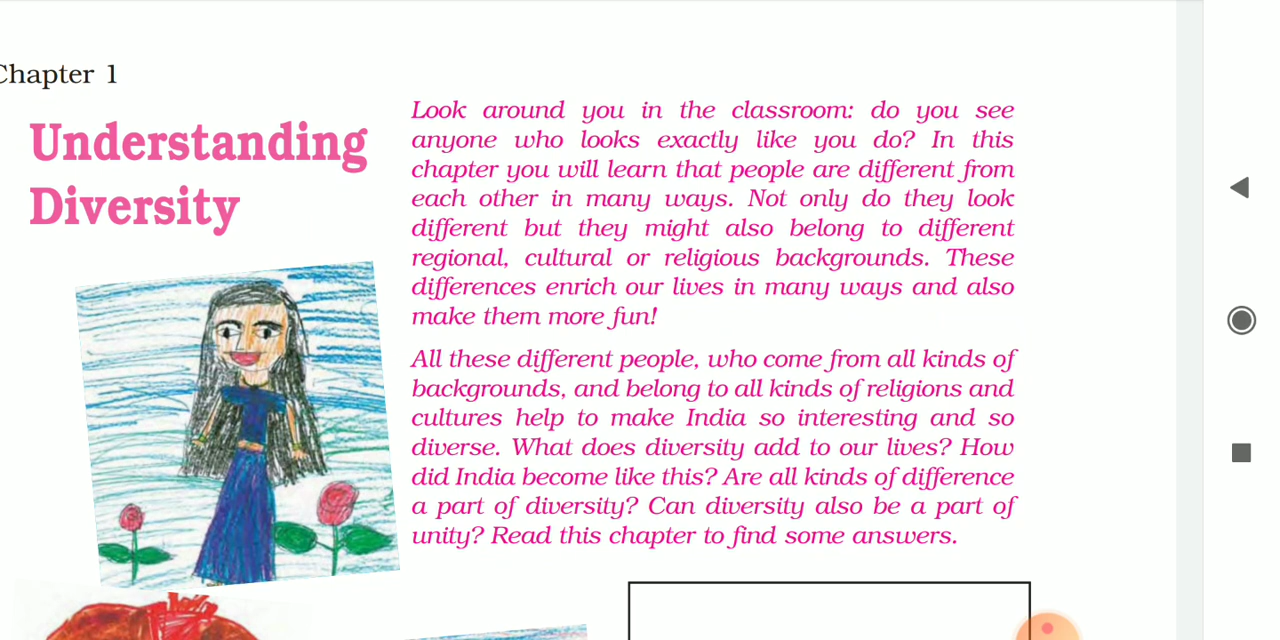 Chapter 1
Understanding
Diversity
Look around you in the classroom: do you see
anyone who looks exactly like you do? In this
chapter you will learn that people are different from
each other in many ways. Not only do they look
different but they might also belong to different
regional, cultural or religious backgrounds. These
differences enrich our lives in many ways and also
make them more fun!
All these different people, who come from all kinds of
backgrounds, and belong to all kinds of religions and
cultures help to make India so interesting and so
diverse. What does diversity add to our lives? How
did India become like this? Are all kinds of difference
a part of diversity? Can diversity also be a part of
unity? Read this chapter to find some answers.